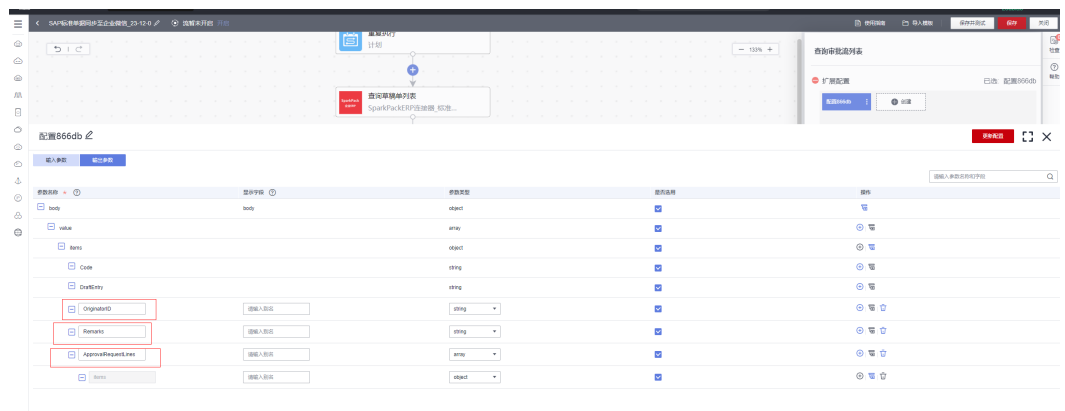 SAP标准单据同步至企业微信_23-12-0
流暂未开启
使用指南
导入模板
保存并测试
保存
关闭
重复执行
计划
133%
查询草稿单列表
SparkPackERP连接器_标准...
查询审批流列表
扩展配置
已选: 配置866db
配置866db
创建
检查
帮助
配置866db
更新配置
输入参数
输出参数
请输入参数名称/字段
参数名称 *
显示字段
参数类型
是否选用
操作
body
body
object
value
array
Items
object
Code
string
DraftEntry
string
OriginatorID
请输入别名
string
Remarks
请输入别名
string
ApprovalRequestLines
请输入别名
array
Items
请输入别名
object